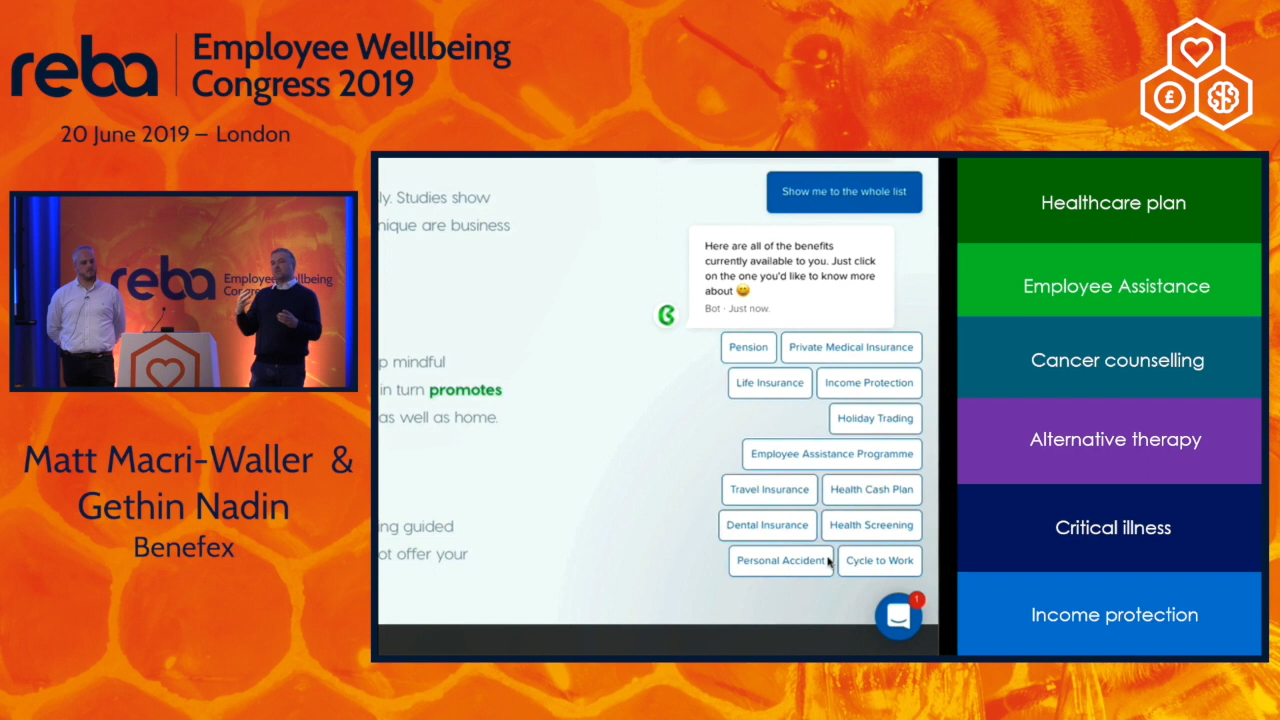 reba
Employee Wellbeing
Congress 2019
20 June 2019 – London
£
reba
Employee Wellbeing
Matt Macri-Waller &
Gethin Nadin
Benefex
ly. Studies show
nique are business
p mindful
in turn promotes
as well as home.
ing guided
ot offer your
Show me to the whole list
Here are all of the benefits
currently available to you. Just click
on the one you'd like to know more
about 😀
Bot · Just now.
Pension
Private Medical Insurance
Life Insurance
Income Protection
Holiday Trading
Employee Assistance Programme
Travel Insurance
Health Cash Plan
Dental Insurance
Health Screening
Personal Accident
Cycle to Work
1
Healthcare plan
Employee Assistance
Cancer counselling
Alternative therapy
Critical illness
Income protection